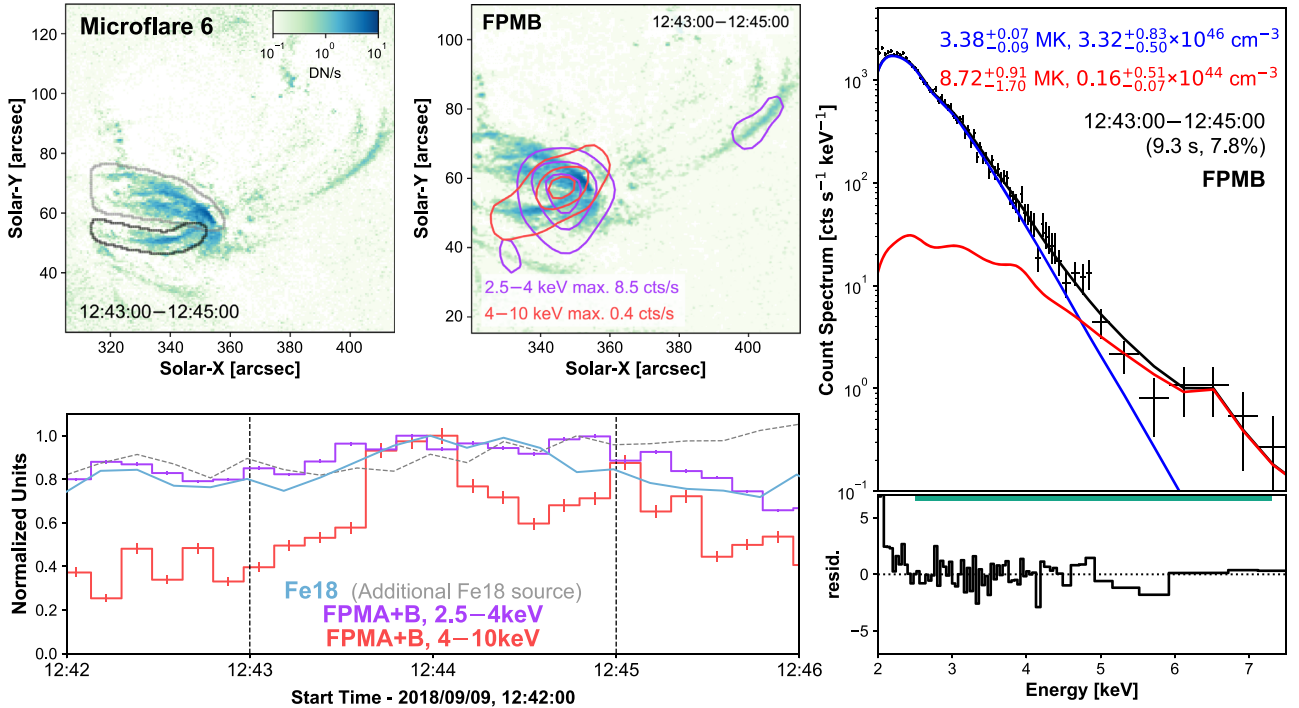 Microflare 6
10⁻¹ 10⁰ 10¹
DN/s
12:43:00−12:45:00
120
100
80
60
40
Solar-Y [arcsec]
320 340 360 380 400
Solar-X [arcsec]
FPMB
12:43:00−12:45:00
2.5−4 keV max. 8.5 cts/s
4−10 keV max. 0.4 cts/s
100
80
60
40
20
Solar-Y [arcsec]
340 360 380 400
Solar-X [arcsec]
3.38 +0.07 −0.09 MK, 3.32 +0.83 −0.50 ×10⁴⁶ cm⁻³
8.72 +0.91 −1.70 MK, 0.16 +0.51 −0.07 ×10⁴⁴ cm⁻³
12:43:00−12:45:00
(9.3 s, 7.8%)
FPMB
10³
10²
10¹
10⁰
10⁻¹
Count Spectrum [cts s⁻¹ keV⁻¹]
5
0
−5
resid.
2 3 4 5 6 7
Energy [keV]
1.0
0.8
0.6
0.4
0.2
0.0
Normalized Units
Fe18 (Additional Fe18 source)
FPMA+B, 2.5−4keV
FPMA+B, 4−10keV
12:42 12:43 12:44 12:45 12:46
Start Time - 2018/09/09, 12:42:00